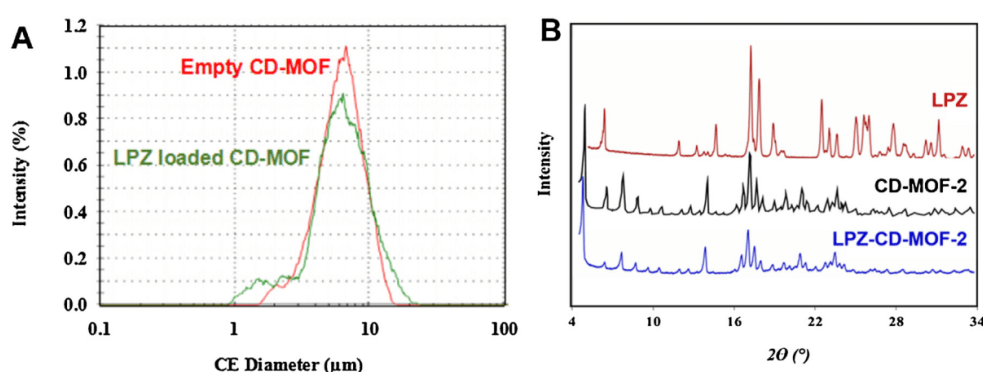 A
1.2
1.0
0.8
0.6
0.4
0.2
0.0
Intensity (%)
Empty CD-MOF
LPZ loaded CD-MOF
0.1
1
10
100
CE Diameter (µm)
B
Intensity
LPZ
CD-MOF-2
LPZ-CD-MOF-2
4
10
16
22
28
34
2Θ (°)